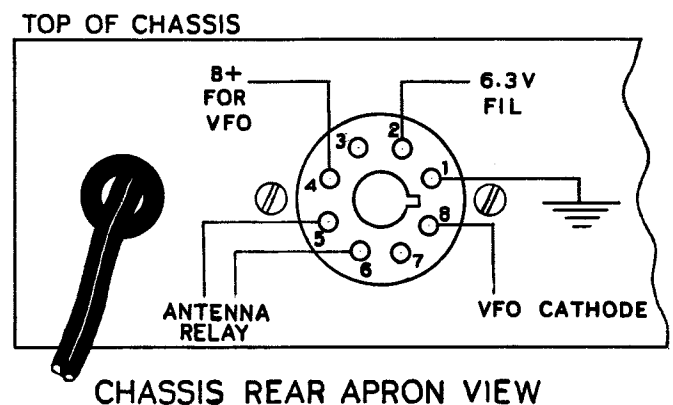 TOP OF CHASSIS
B+
FOR
VFO
6.3V
FIL
3
2
4
1
5
8
6
7
ANTENNA
RELAY
VFO CATHODE
CHASSIS REAR APRON VIEW